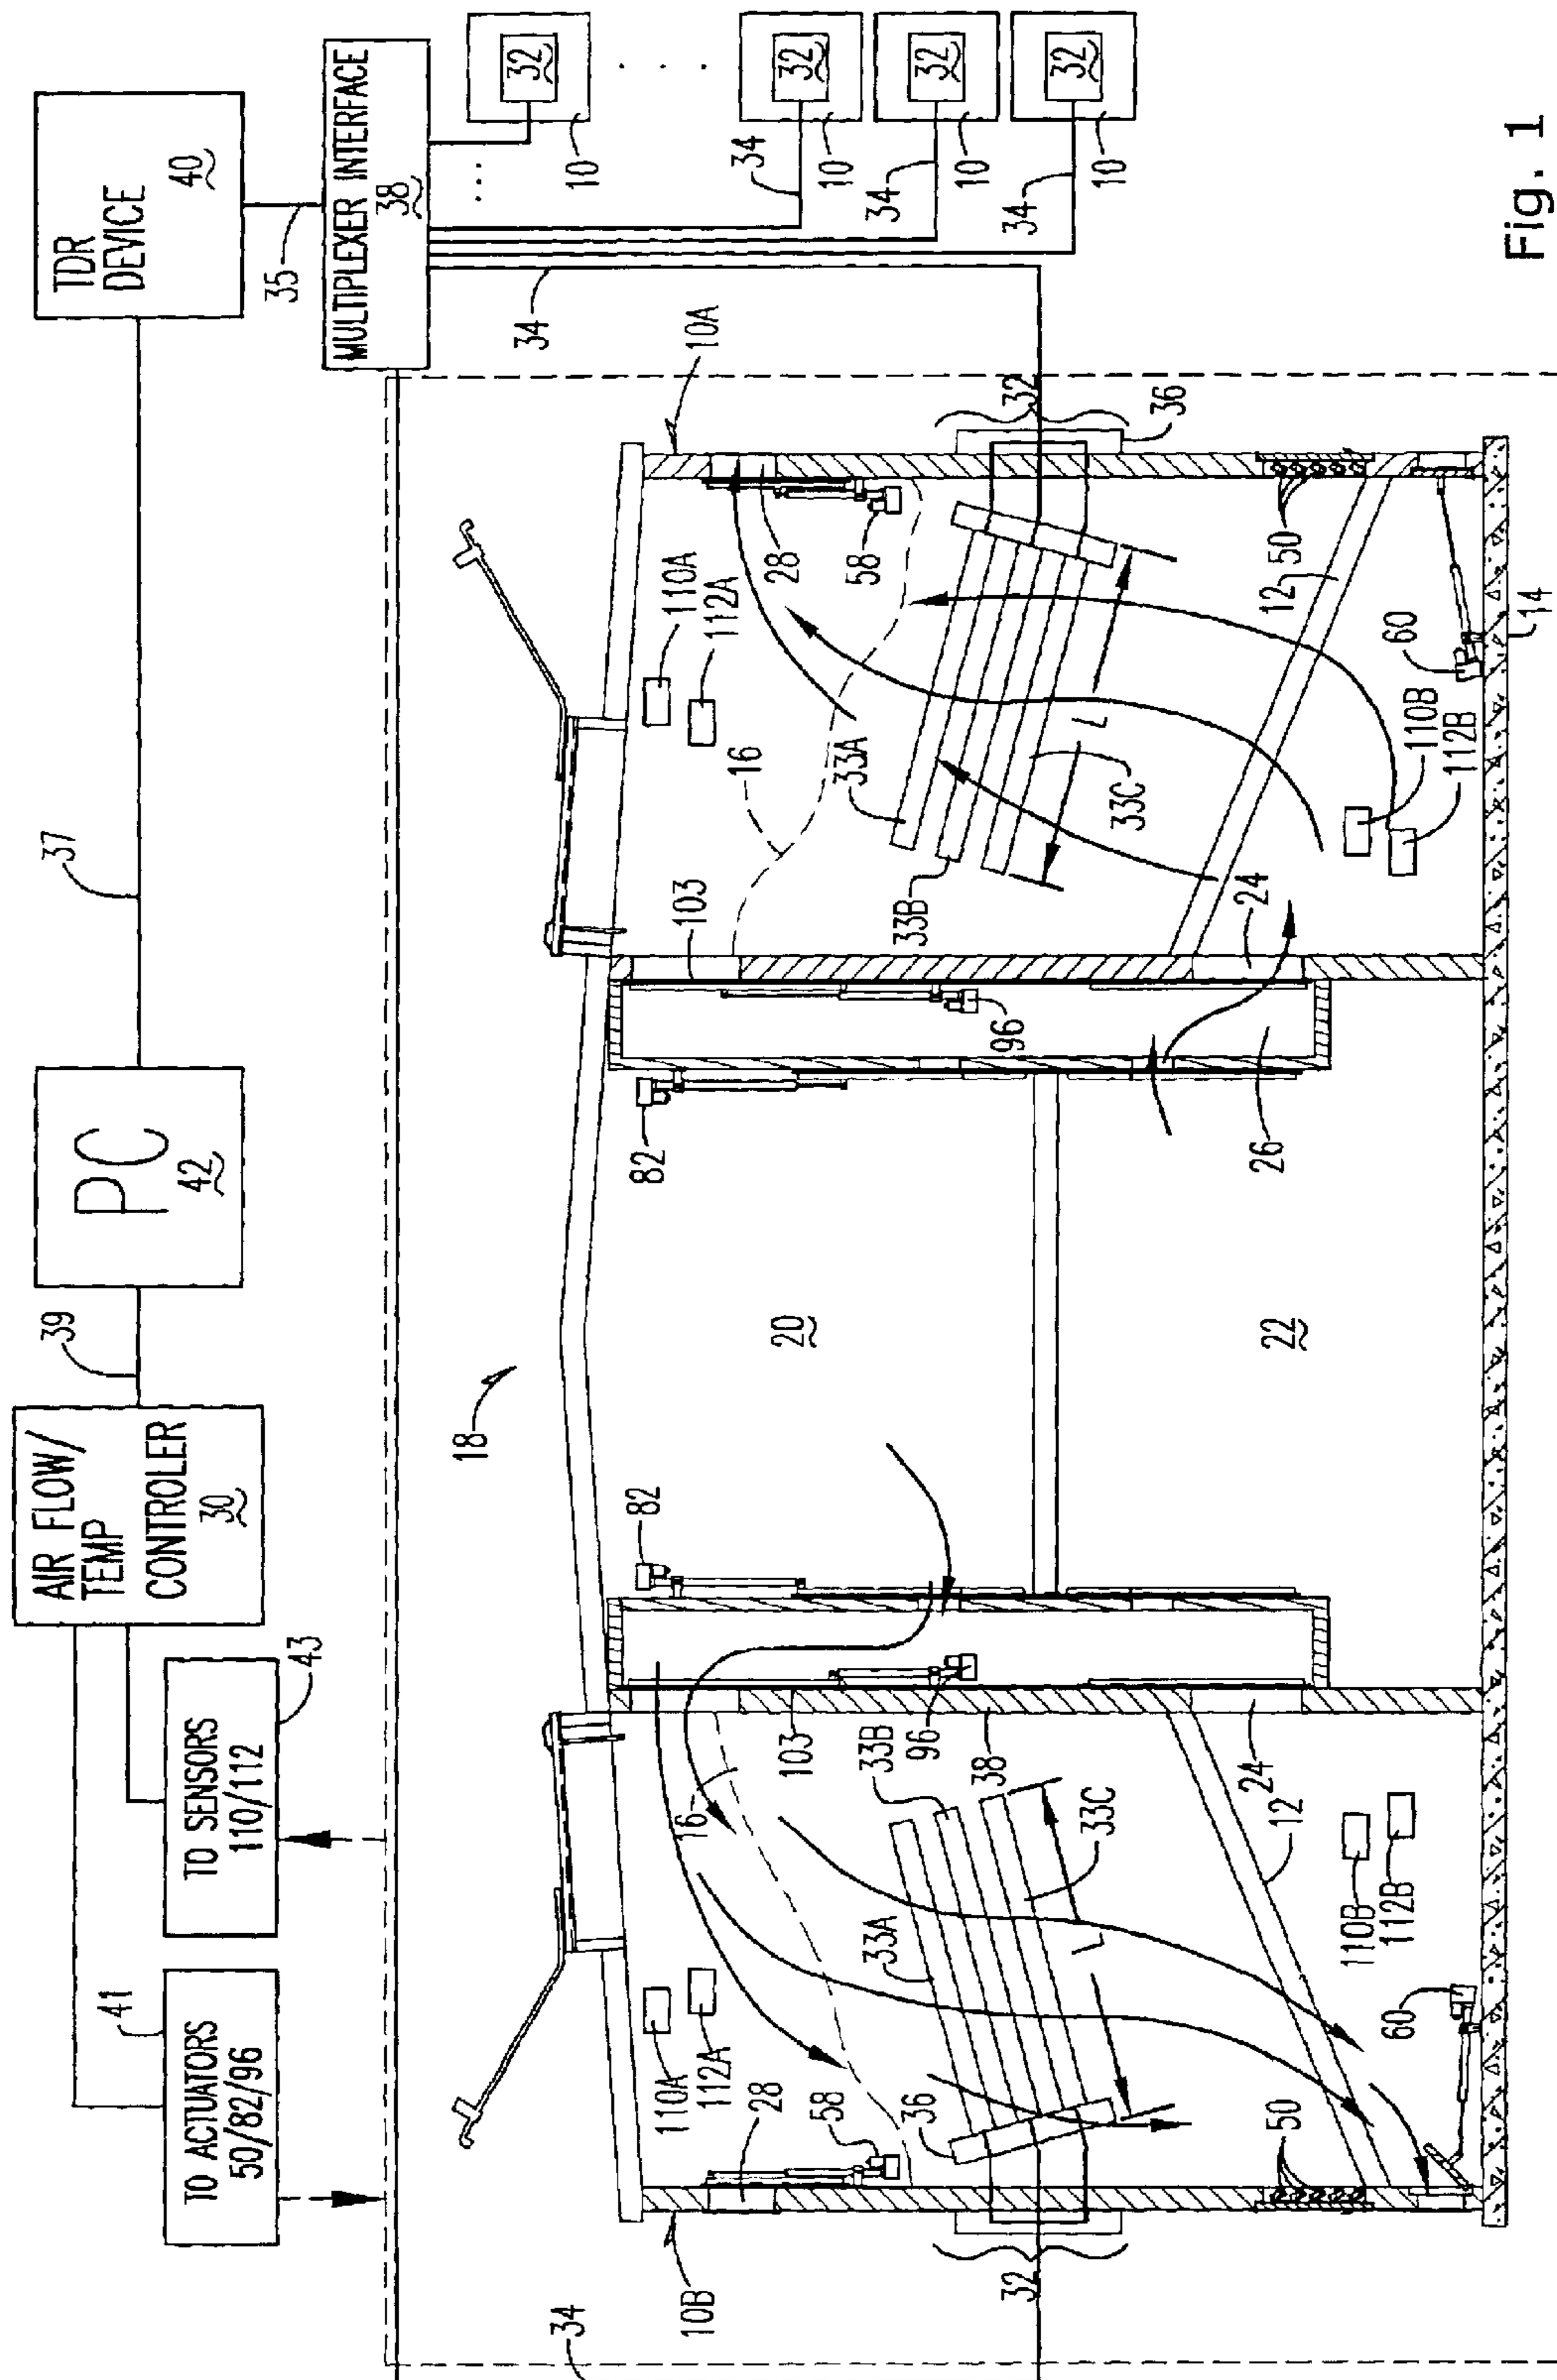 AIR FLOW/
TEMP
CONTROLER
30
39
PC
42
37
TDR
DEVICE
40
35
MULTIPLEXER INTERFACE
38
TO ACTUATORS
50/82/96
41
TO SENSORS
110/112
43
34
34
34
34
34
32
32
32
32
10
10
10
10
. . .
. . . .
18
10B
28
110A
112A
58
36
32
33A
33B
33C
L
16
103
96
38
82
24
12
110B
112B
50
60
20
22
82
96
103
26
24
16
33A
33B
33C
L
110A
112A
28
58
10A
32
36
50
12
60
14
110B
112B
Fig. 1